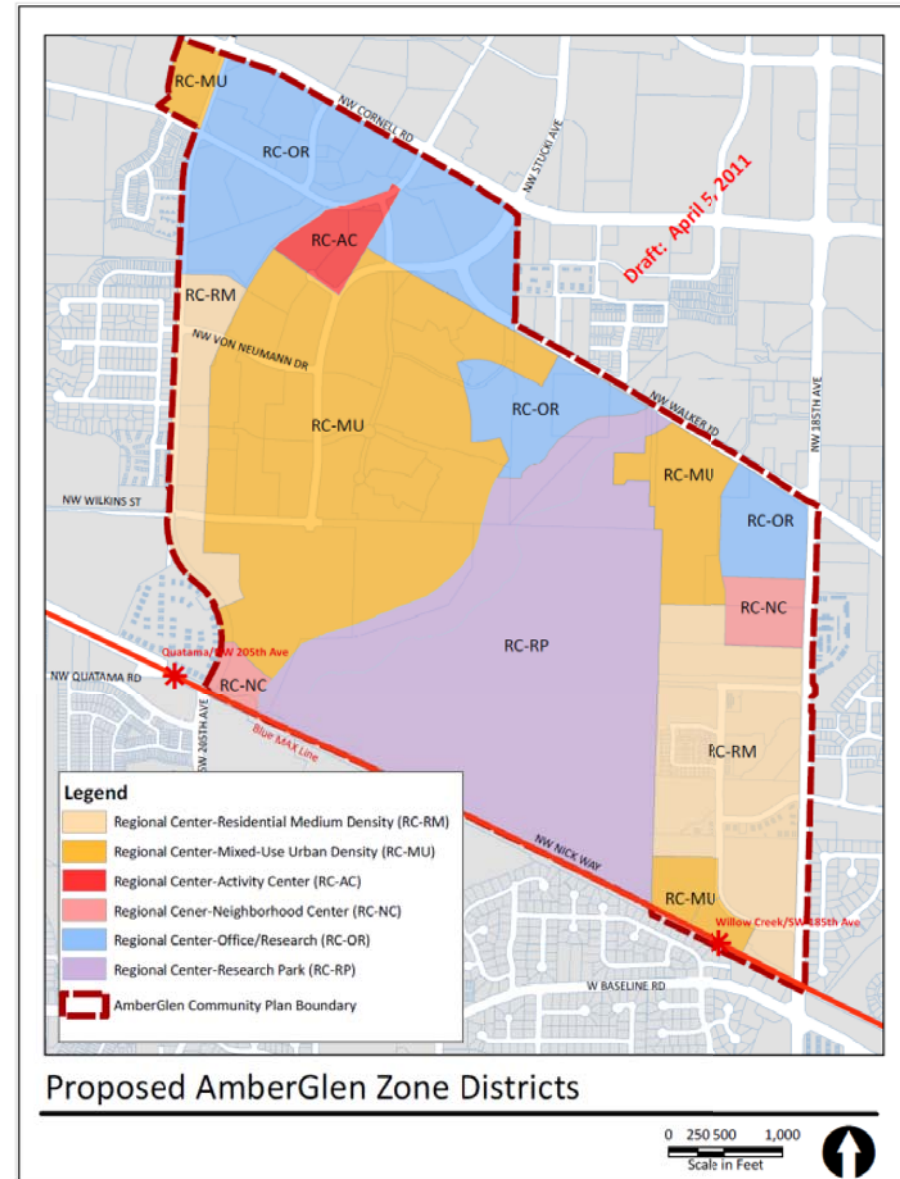 RC-MU
NW CORNELL RD
RC-OR
NW STUCKI AVE
Draft: April 5, 2011
RC-AC
RC-RM
NW VON NEUMANN DR
RC-MU
RC-OR
NW WALKER RD
NW 185TH AVE
RC-MU
NW WILKINS ST
RC-OR
RC-NC
RC-RP
Quatama/SW 205th Ave
NW QUATAMA RD
RC-NC
SW 205TH AVE
Blue MAX Line
RC-RM
NW NICK WAY
RC-MU
Willow Creek/SW 185th Ave
W BASELINE RD
Legend
Regional Center-Residential Medium Density (RC-RM)
Regional Center-Mixed-Use Urban Density (RC-MU)
Regional Center-Activity Center (RC-AC)
Regional Cener-Neighborhood Center (RC-NC)
Regional Center-Office/Research (RC-OR)
Regional Center-Research Park (RC-RP)
AmberGlen Community Plan Boundary
Proposed AmberGlen Zone Districts
0 250 500 1,000
Scale in Feet